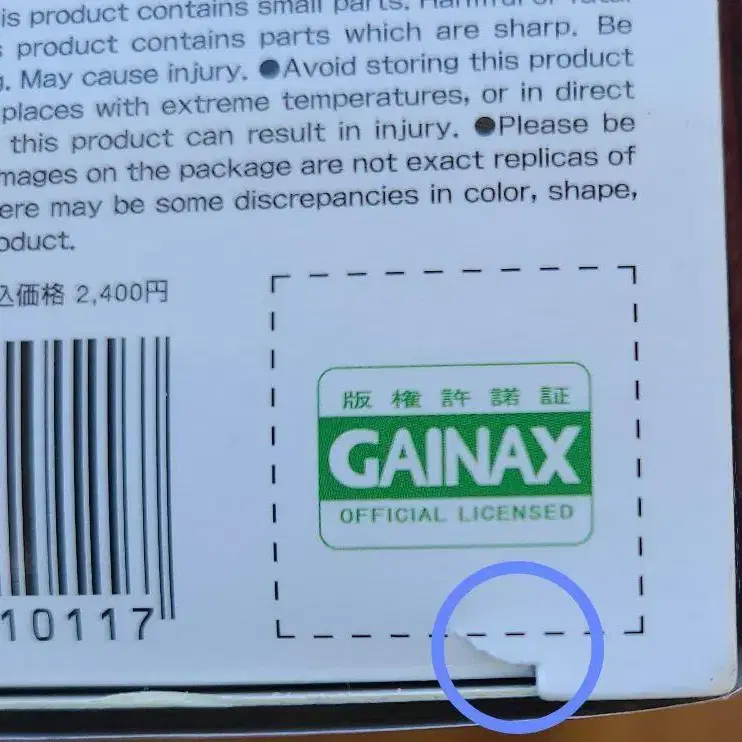 is product contains small parts. Harmful or fatal
product contains parts which are sharp. Be
g. May cause injury. ●Avoid storing this product
places with extreme temperatures, or in direct
this product can result in injury. ●Please be
mages on the package are not exact replicas of
ere may be some discrepancies in color, shape,
oduct.
込価格 2,400円
版権許諾証
GAINAX
OFFICIAL LICENSED
10117